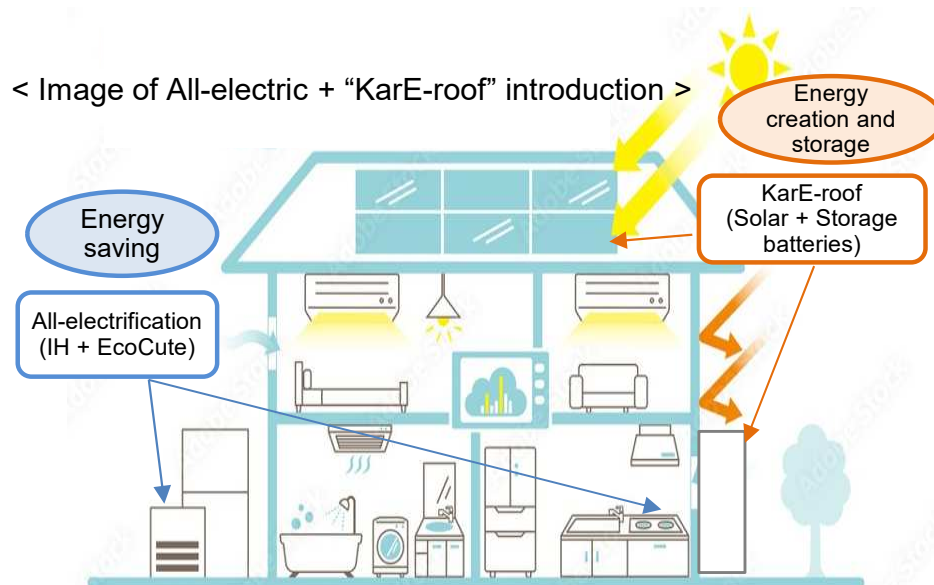 < Image of All-electric + “KarE-roof” introduction >
Energy
creation and
storage
KarE-roof
(Solar + Storage
batteries)
Energy
saving
All-electrification
(IH + EcoCute)